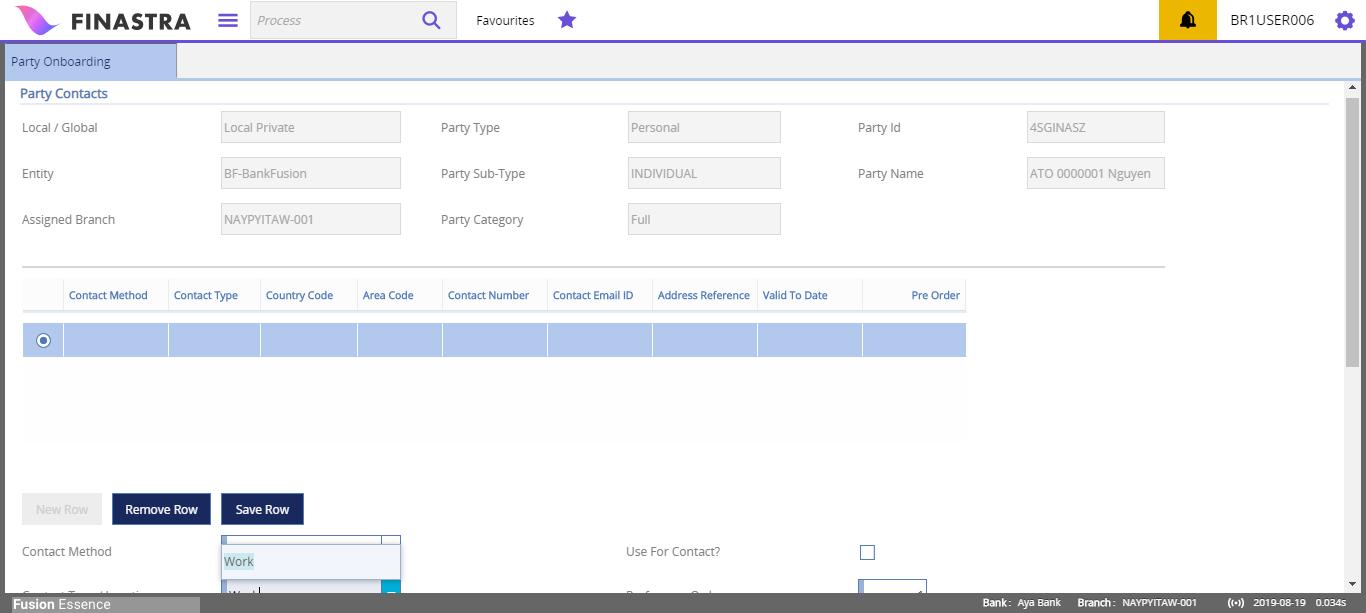 FINASTRA
Process
Favourites
BR1USER006
Party Onboarding
Party Contacts
Local / Global Local Private Party Type Personal Party Id 4SGINASZ
Entity BF-BankFusion Party Sub-Type INDIVIDUAL Party Name ATO 0000001 Nguyen
Assigned Branch NAYPYITAW-001 Party Category Full
Contact Method Contact Type Country Code Area Code Contact Number Contact Email ID Address Reference Valid To Date Pre Order
New Row Remove Row Save Row
Contact Method Use For Contact?
Work
Work
Fusion Essence Bank : Aya Bank Branch : NAYPYITAW-001 2019-08-19 0.034s